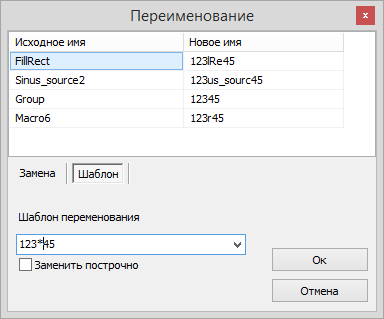 Переименование
x
Исходное имя Новое имя
FillRect 123lRe45
Sinus_source2 123us_sourc45
Group 12345
Macro6 123r45
Замена Шаблон
Шаблон переменования
123*45
Заменить построчно
Ок
Отмена